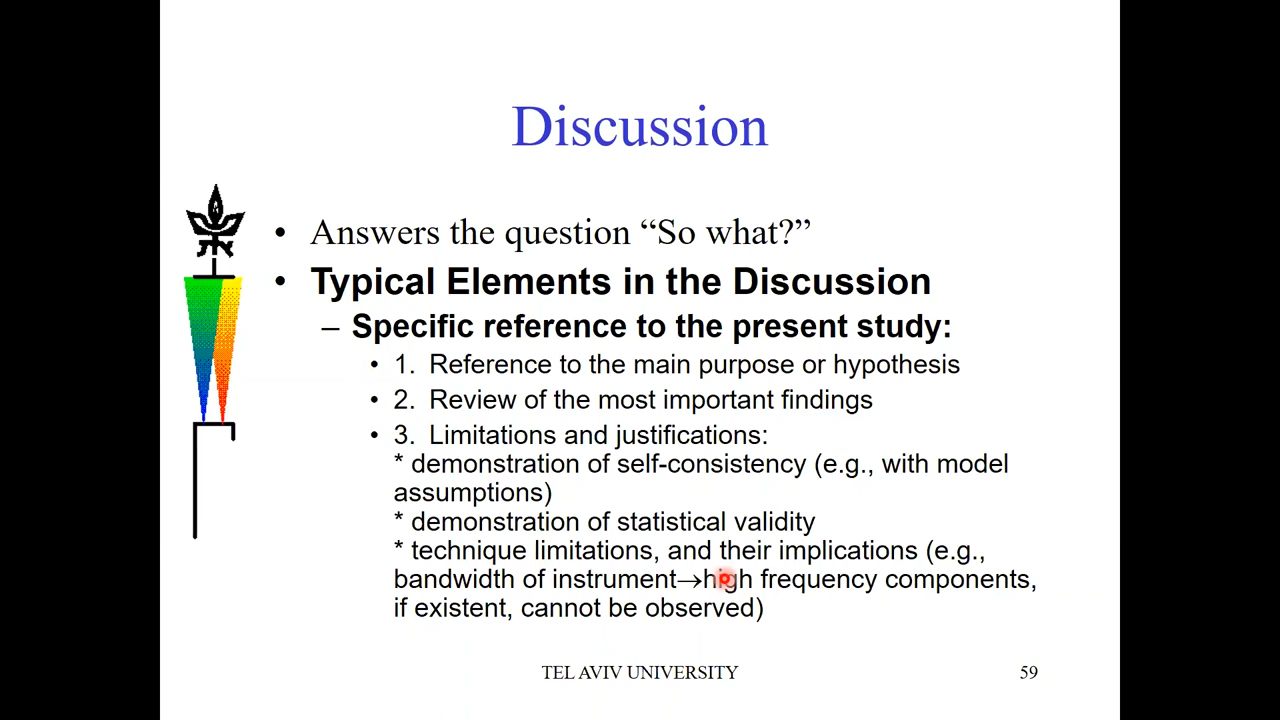 Discussion
• Answers the question “So what?”
• Typical Elements in the Discussion
– Specific reference to the present study:
• 1. Reference to the main purpose or hypothesis
• 2. Review of the most important findings
• 3. Limitations and justifications:
* demonstration of self-consistency (e.g., with model
assumptions)
* demonstration of statistical validity
* technique limitations, and their implications (e.g.,
bandwidth of instrument→high frequency components,
if existent, cannot be observed)
TEL AVIV UNIVERSITY
59